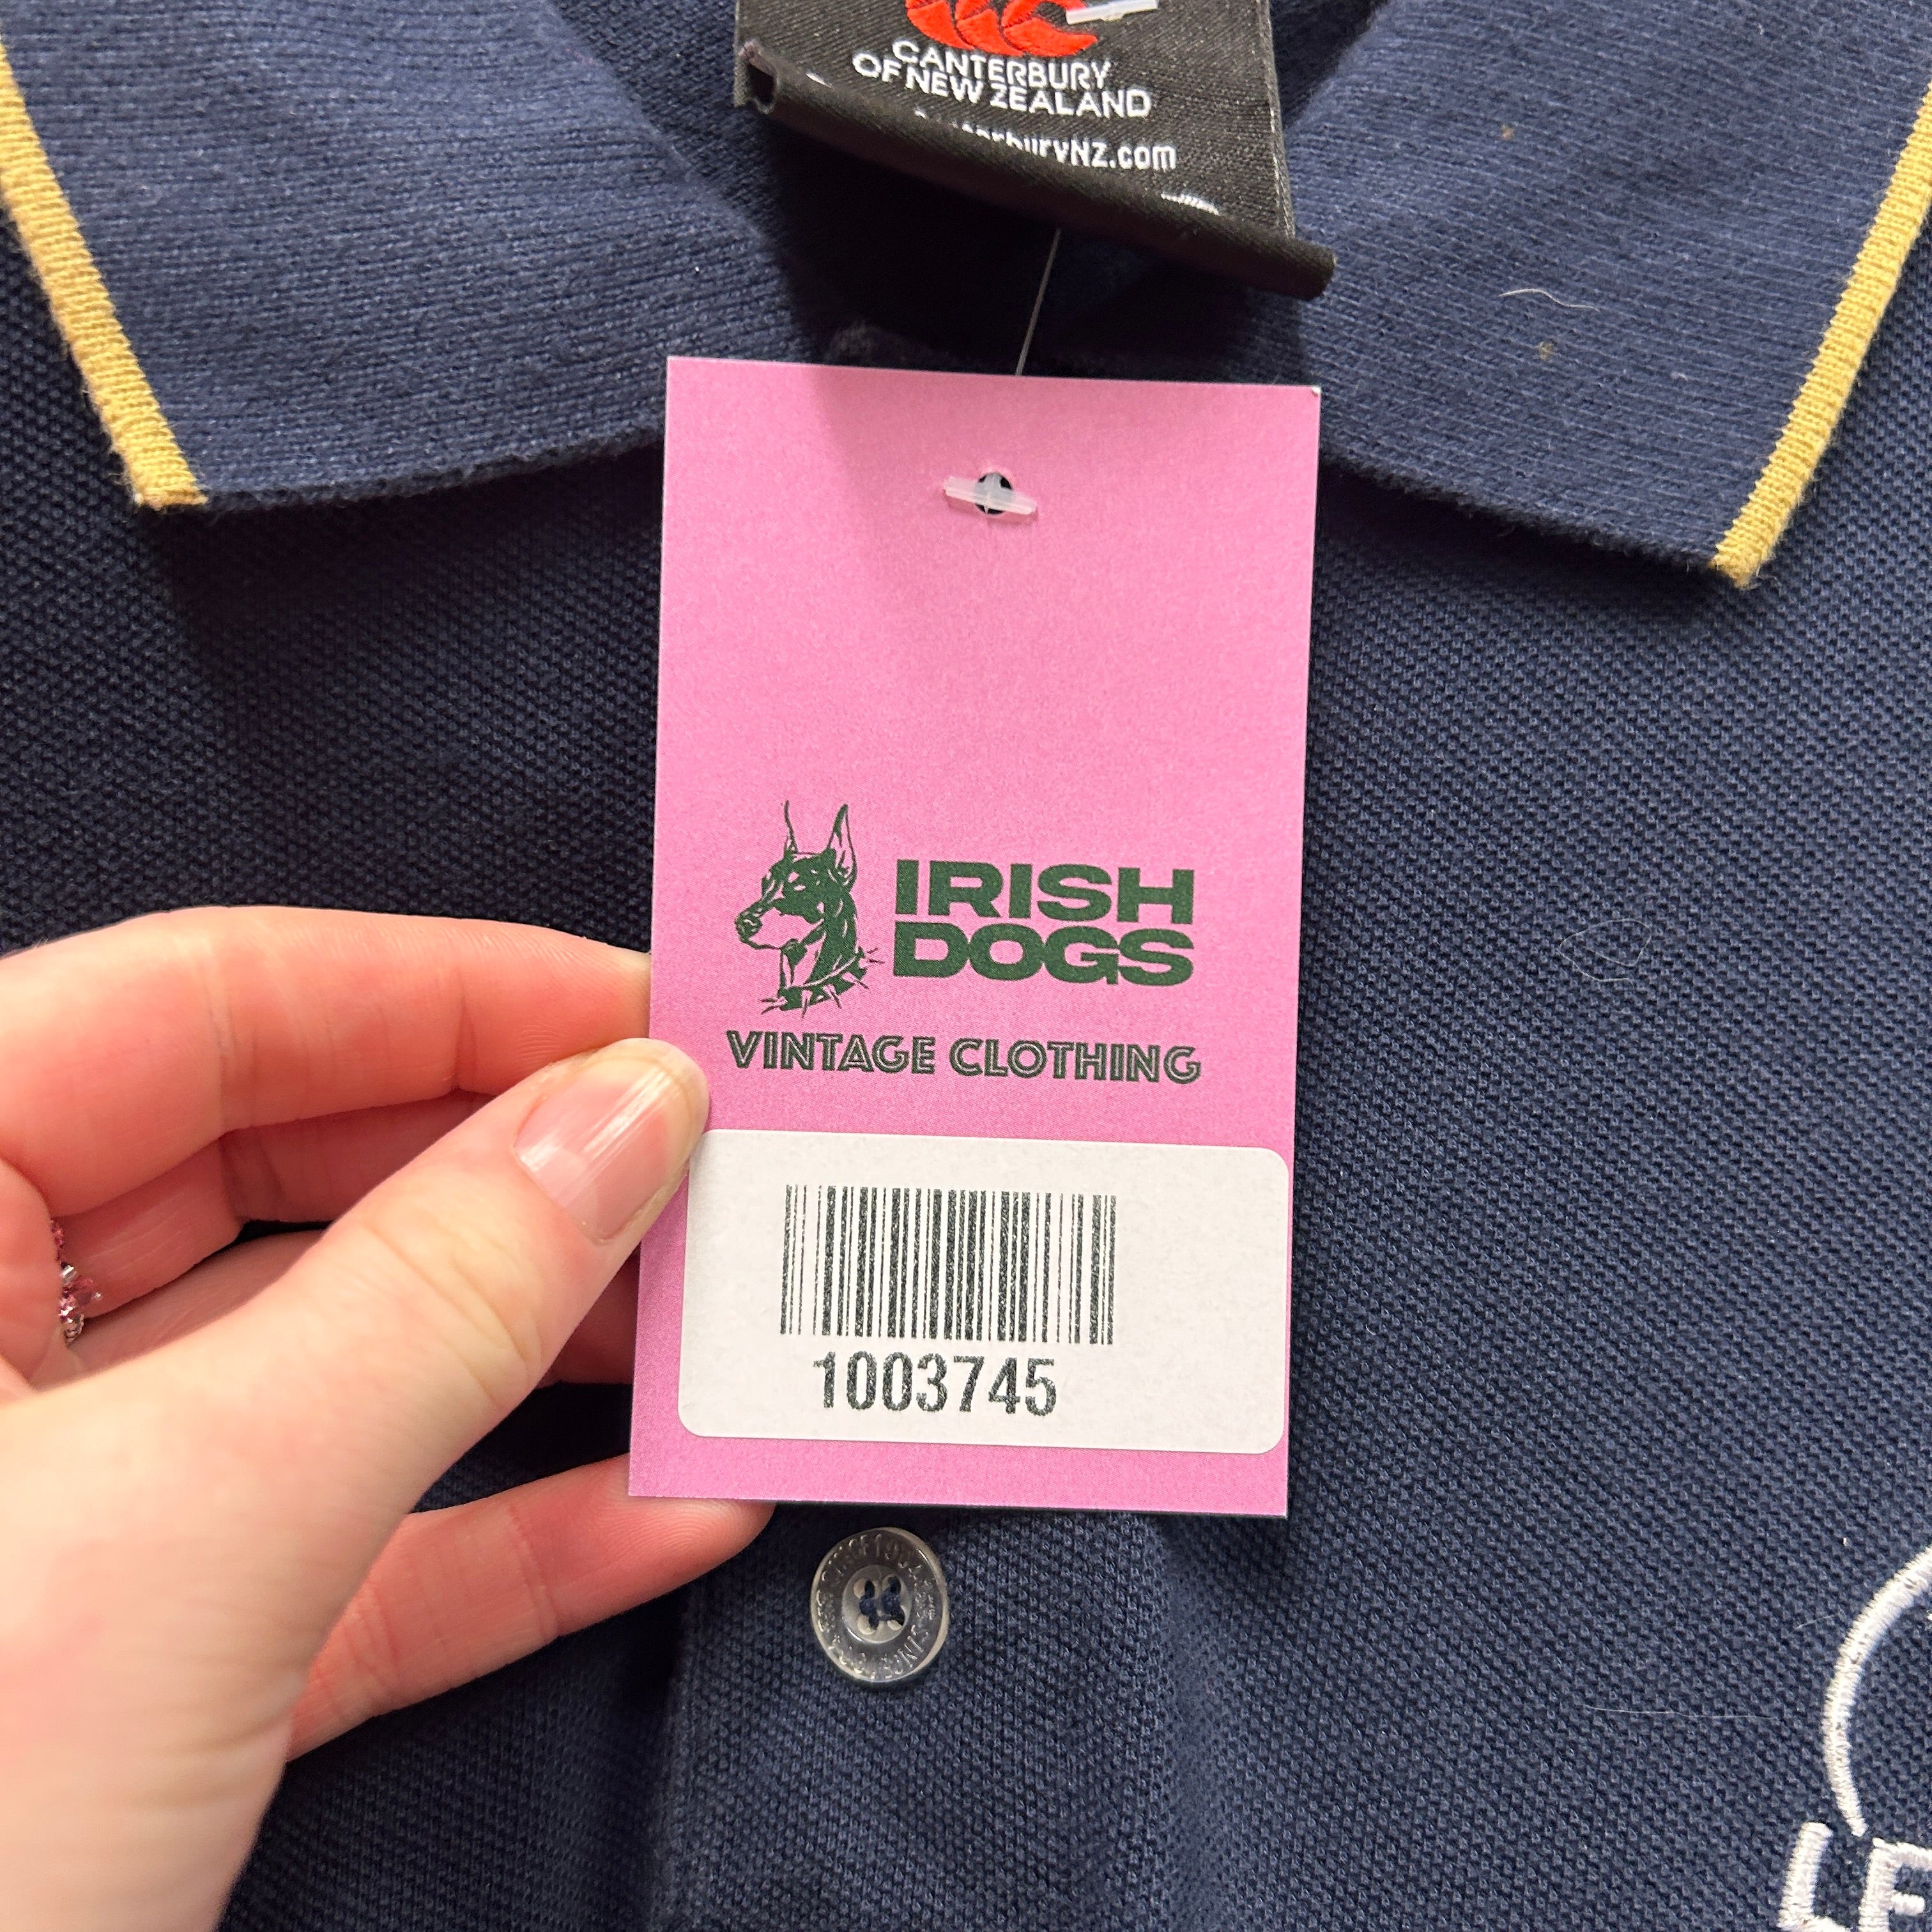 CANTERBURY
OF NEW ZEALAND
IRISH
DOGS
VINTAGE CLOTHING
1003745